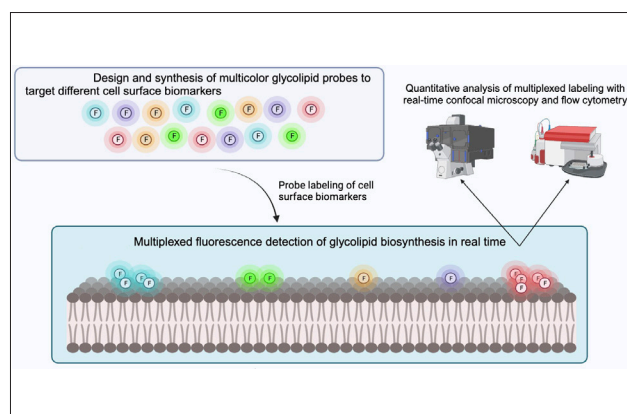 Design and synthesis of multicolor glycolipid probes to
target different cell surface biomarkers
F F F F F F F F
F F F F F F F
Quantitative analysis of multiplexed labeling with
real-time confocal microscopy and flow cytometry
Probe labeling of cell
surface biomarkers
Multiplexed fluorescence detection of glycolipid biosynthesis in real time
F F F F F F F F F F F F